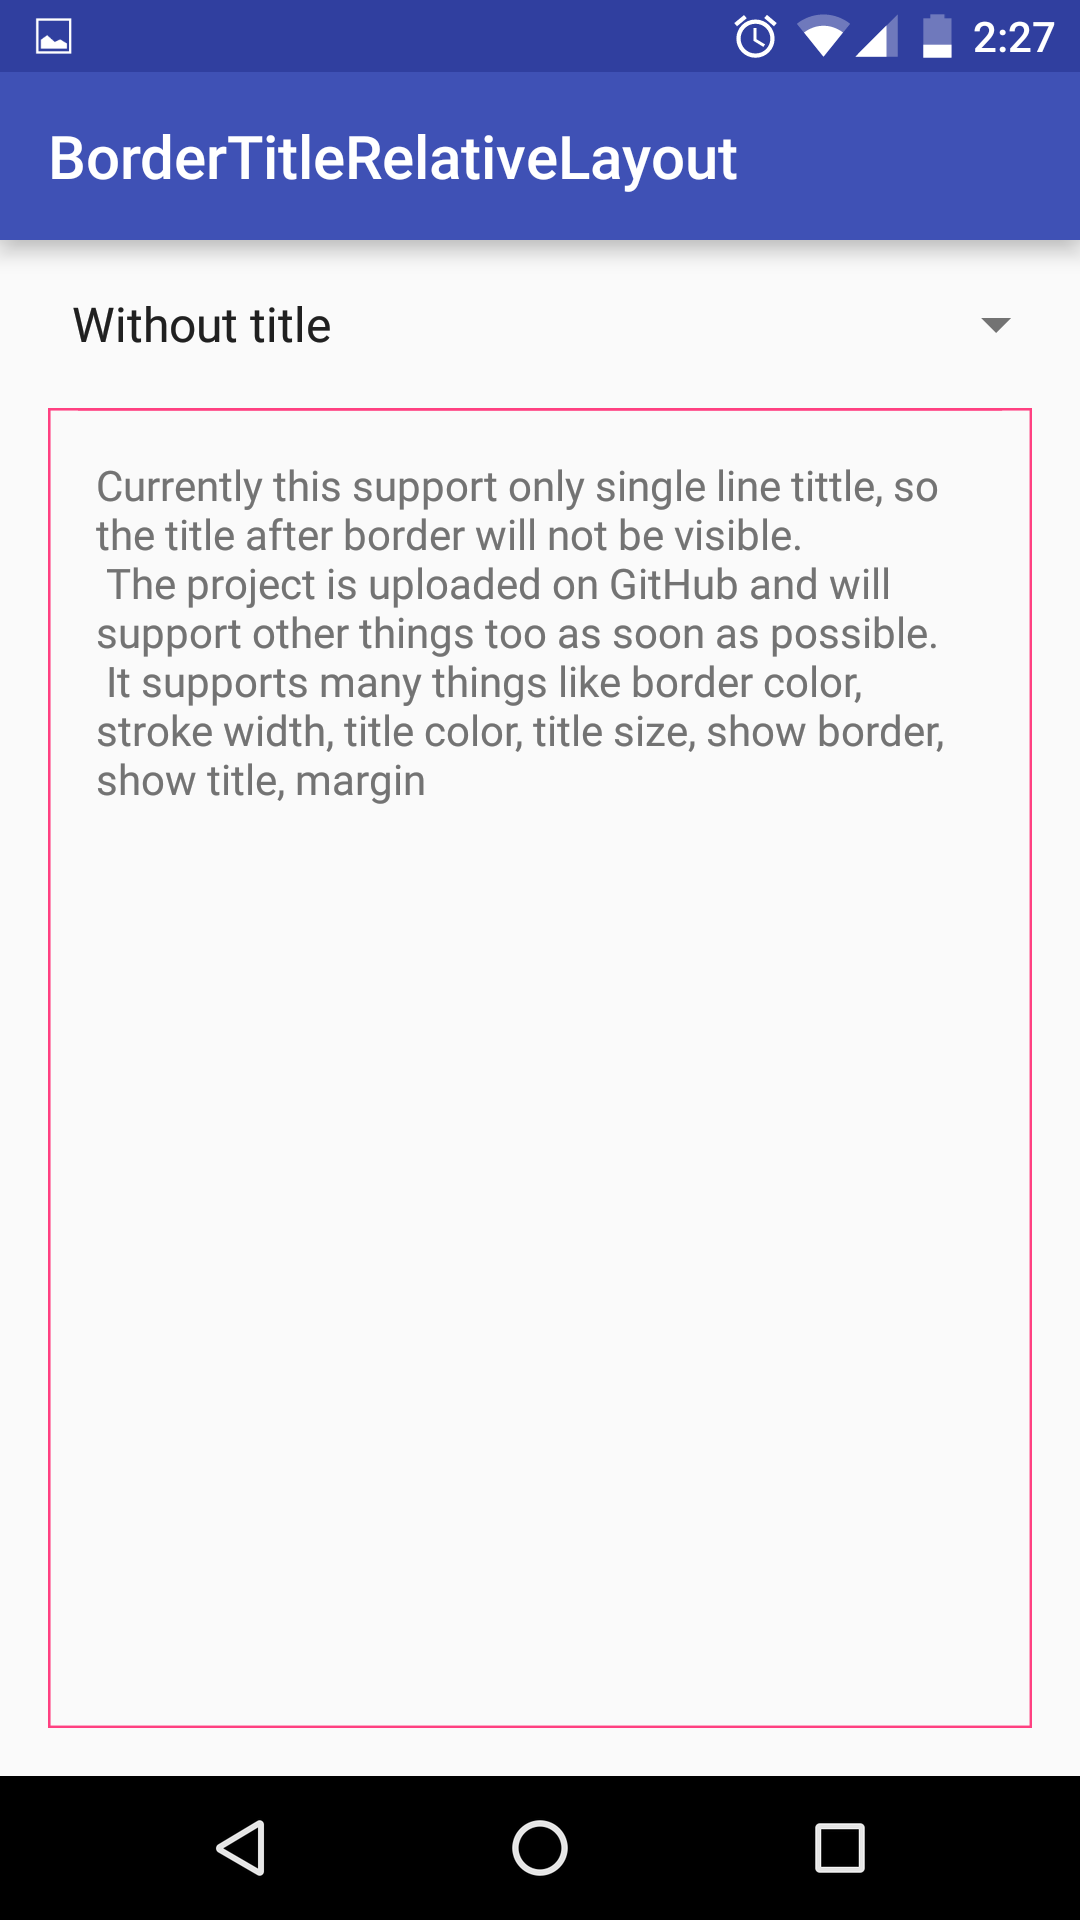 2:27
BorderTitleRelativeLayout
Without title
Currently this support only single line tittle, so
the title after border will not be visible.
The project is uploaded on GitHub and will
support other things too as soon as possible.
It supports many things like border color,
stroke width, title color, title size, show border,
show title, margin